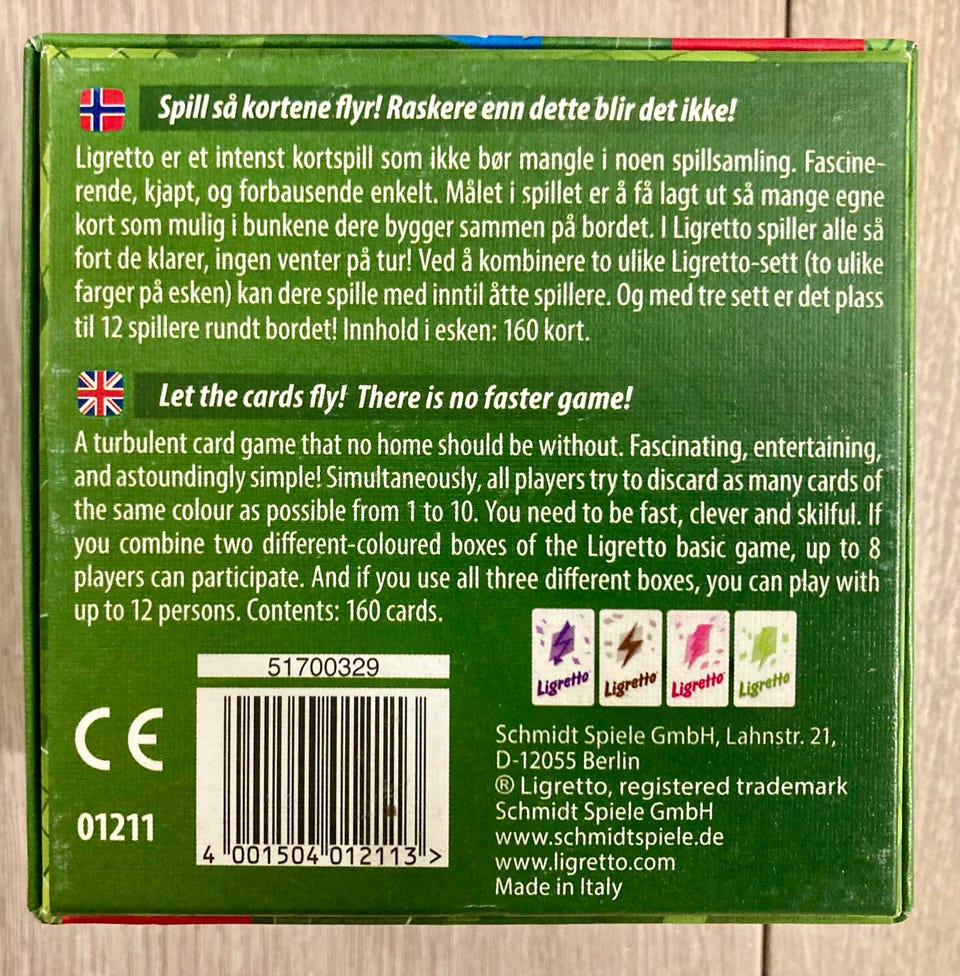 Spill så kortene flyr! Raskere enn dette blir det ikke!
Ligretto er et intenst kortspill som ikke bør mangle i noen spillsamling. Fascine-
rende, kjapt, og forbausende enkelt. Målet i spillet er å få lagt ut så mange egne
kort som mulig i bunkene dere bygger sammen på bordet. I Ligretto spiller alle så
fort de klarer, ingen venter på tur! Ved å kombinere to ulike Ligretto-sett (to ulike
farger på esken) kan dere spille med inntil åtte spillere. Og med tre sett er det plass
til 12 spillere rundt bordet! Innhold i esken: 160 kort.
Let the cards fly! There is no faster game!
A turbulent card game that no home should be without. Fascinating, entertaining,
and astoundingly simple! Simultaneously, all players try to discard as many cards of
the same colour as possible from 1 to 10. You need to be fast, clever and skilful. If
you combine two different-coloured boxes of the Ligretto basic game, up to 8
players can participate. And if you use all three different boxes, you can play with
up to 12 persons. Contents: 160 cards.
Ligretto Ligretto Ligretto Ligretto
51700329
CE
01211
4 001504 012113 >
Schmidt Spiele GmbH, Lahnstr. 21,
D-12055 Berlin
® Ligretto, registered trademark
Schmidt Spiele GmbH
www.schmidtspiele.de
www.ligretto.com
Made in Italy